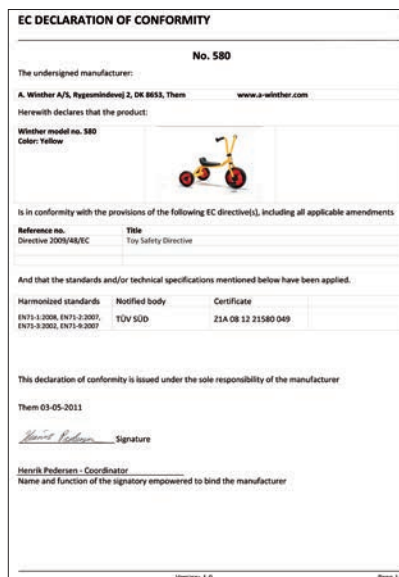 EC DECLARATION OF CONFORMITY
No. 580
The undersigned manufacturer:
A. Winther A/S, Rygesmindevej 2, DK 8653, Them www.a-winther.com
Herewith declares that the product:
Winther model no. 580
Color: Yellow
Is in conformity with the provisions of the following EC directive(s), including all applicable amendments
Reference no. Title
Directive 2009/48/EC Toy Safety Directive
And that the standards and/or technical specifications mentioned below have been applied.
Harmonized standards Notified body Certificate
EN71-1:2008, EN71-2:2007, TÜV SÜD Z1A 08 12 21580 049
EN71-3:2002, EN71-9:2007
This declaration of conformity is issued under the sole responsibility of the manufacturer
Them 03-05-2011
Signature
Henrik Pedersen - Coordinator
Name and function of the signatory empowered to bind the manufacturer